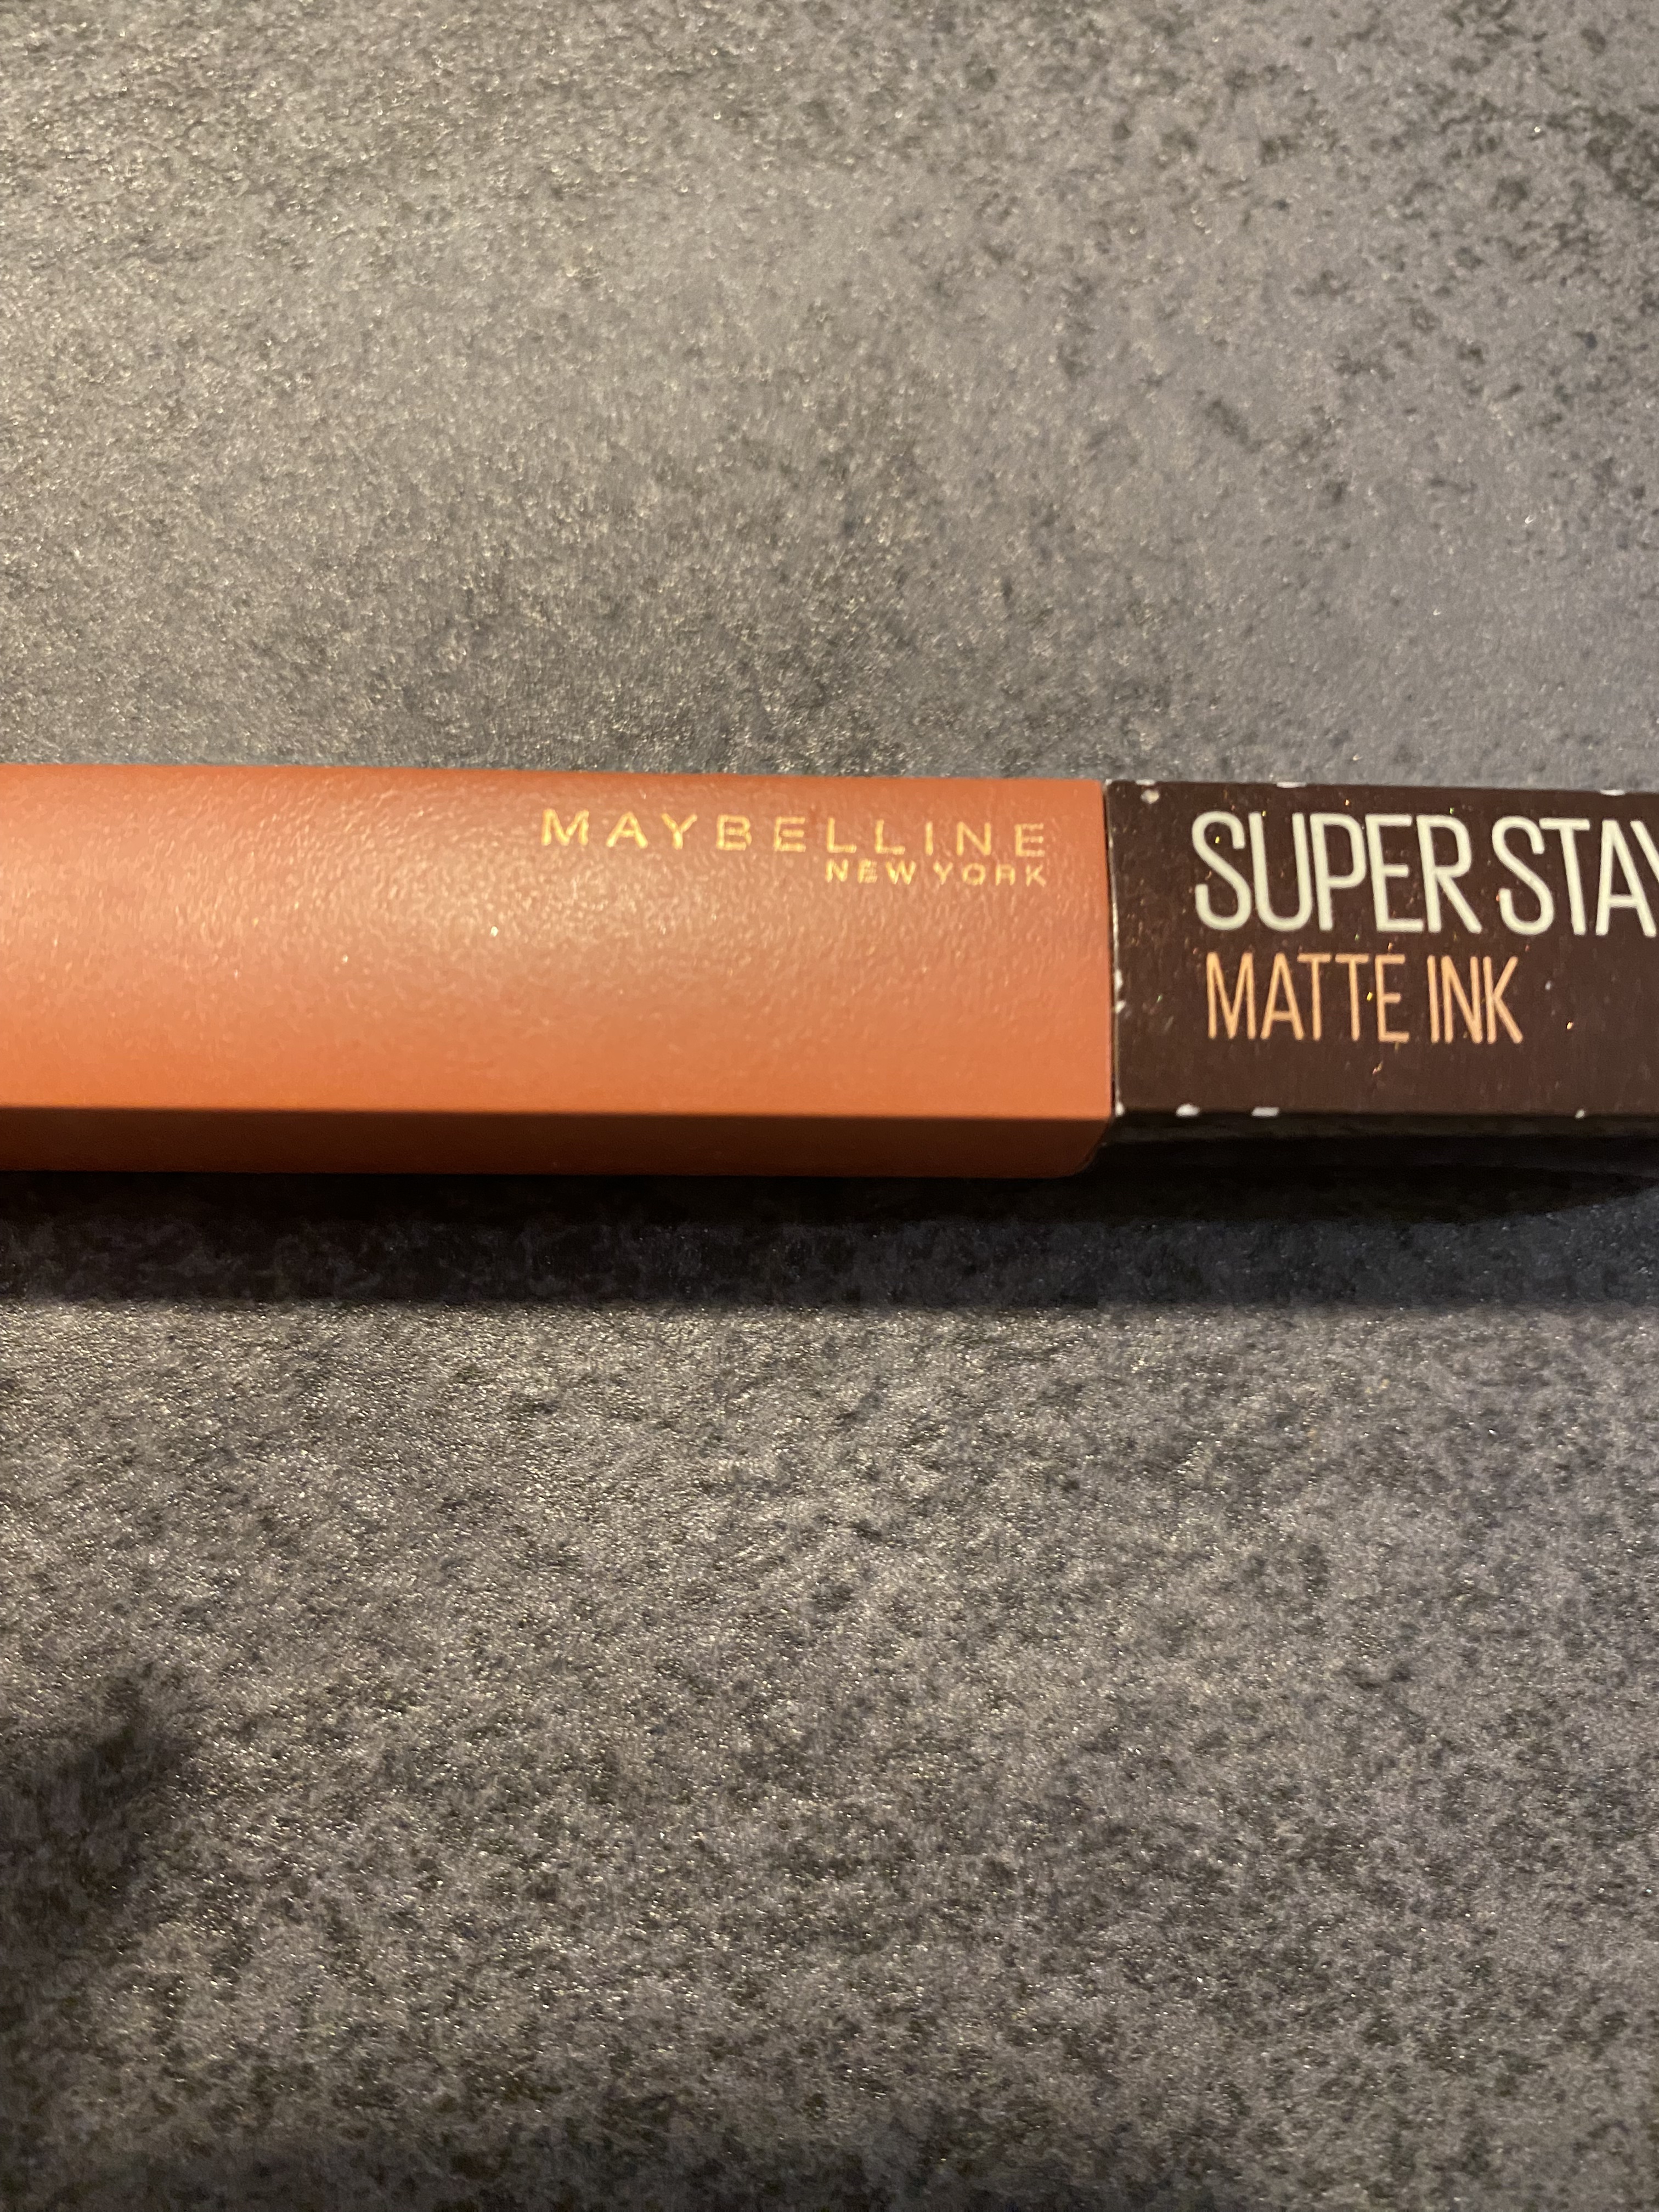 MAYBELLINE
NEW YORK
SUPER STAY
MATTE INK